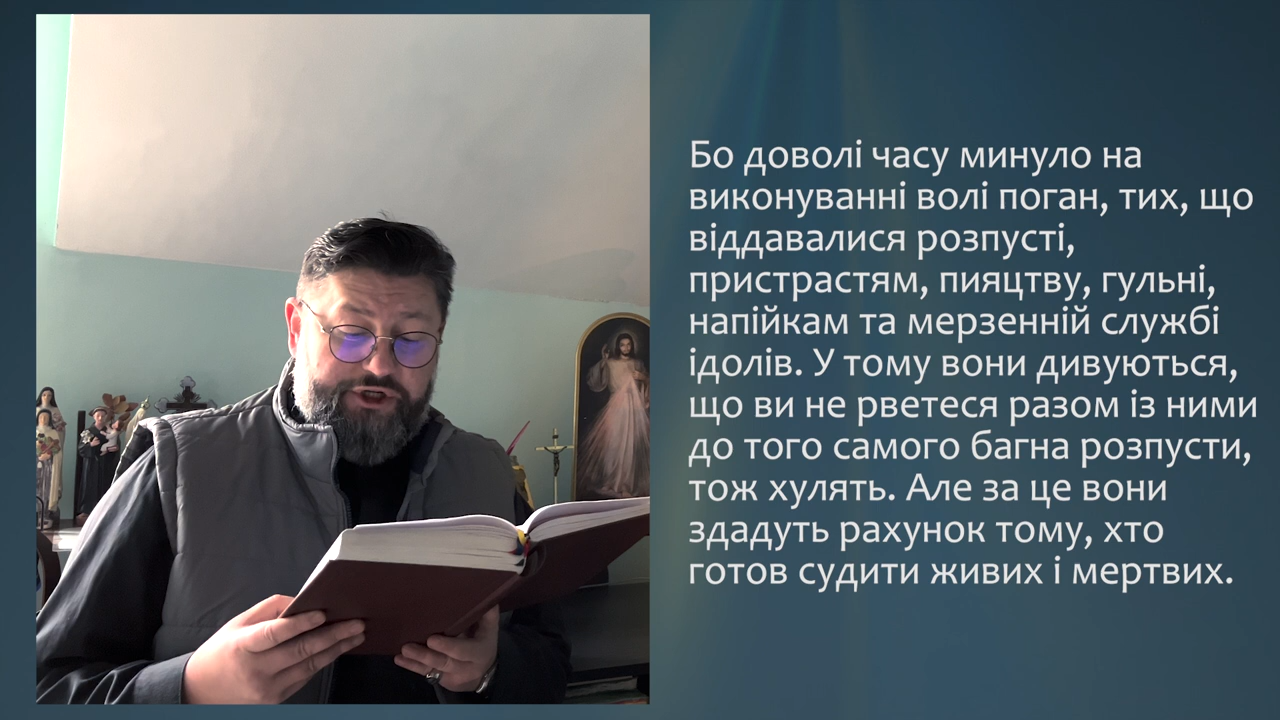 Бо доволі часу минуло на
виконуванні волі поган, тих, що
віддавалися розпусті,
пристрастям, пияцтву, гульні,
напійкам та мерзенній службі
ідолів. У тому вони дивуються,
що ви не рветеся разом із ними
до того самого багна розпусти,
тож хулять. Але за це вони
здадуть рахунок тому, хто
готов судити живих і мертвих.